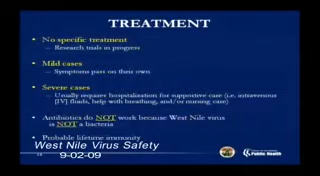 TREATMENT
• No specific treatment
– Research trials in progress
• Mild cases
– Symptoms pass on their own
• Severe cases
– Usually requires hospitalization for supportive care (i.e. intravenous
[IV] fluids, help with breathing, and/or nursing care)
• Antibiotics do NOT work because West Nile virus
is NOT a bacteria
• Probable lifetime immunity
West Nile Virus Safety
9-02-09
Public Health